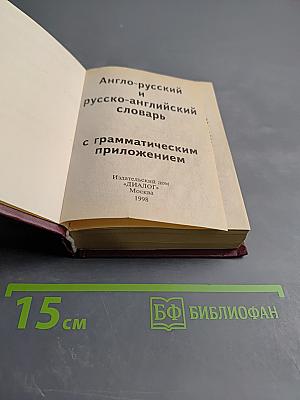 Англо-русский
и
русско-английский
словарь
с грамматическим
приложением
Издательский дом
«ДИАЛОГ»
Москва
1998
15 см
БФ БИБЛИОФАН